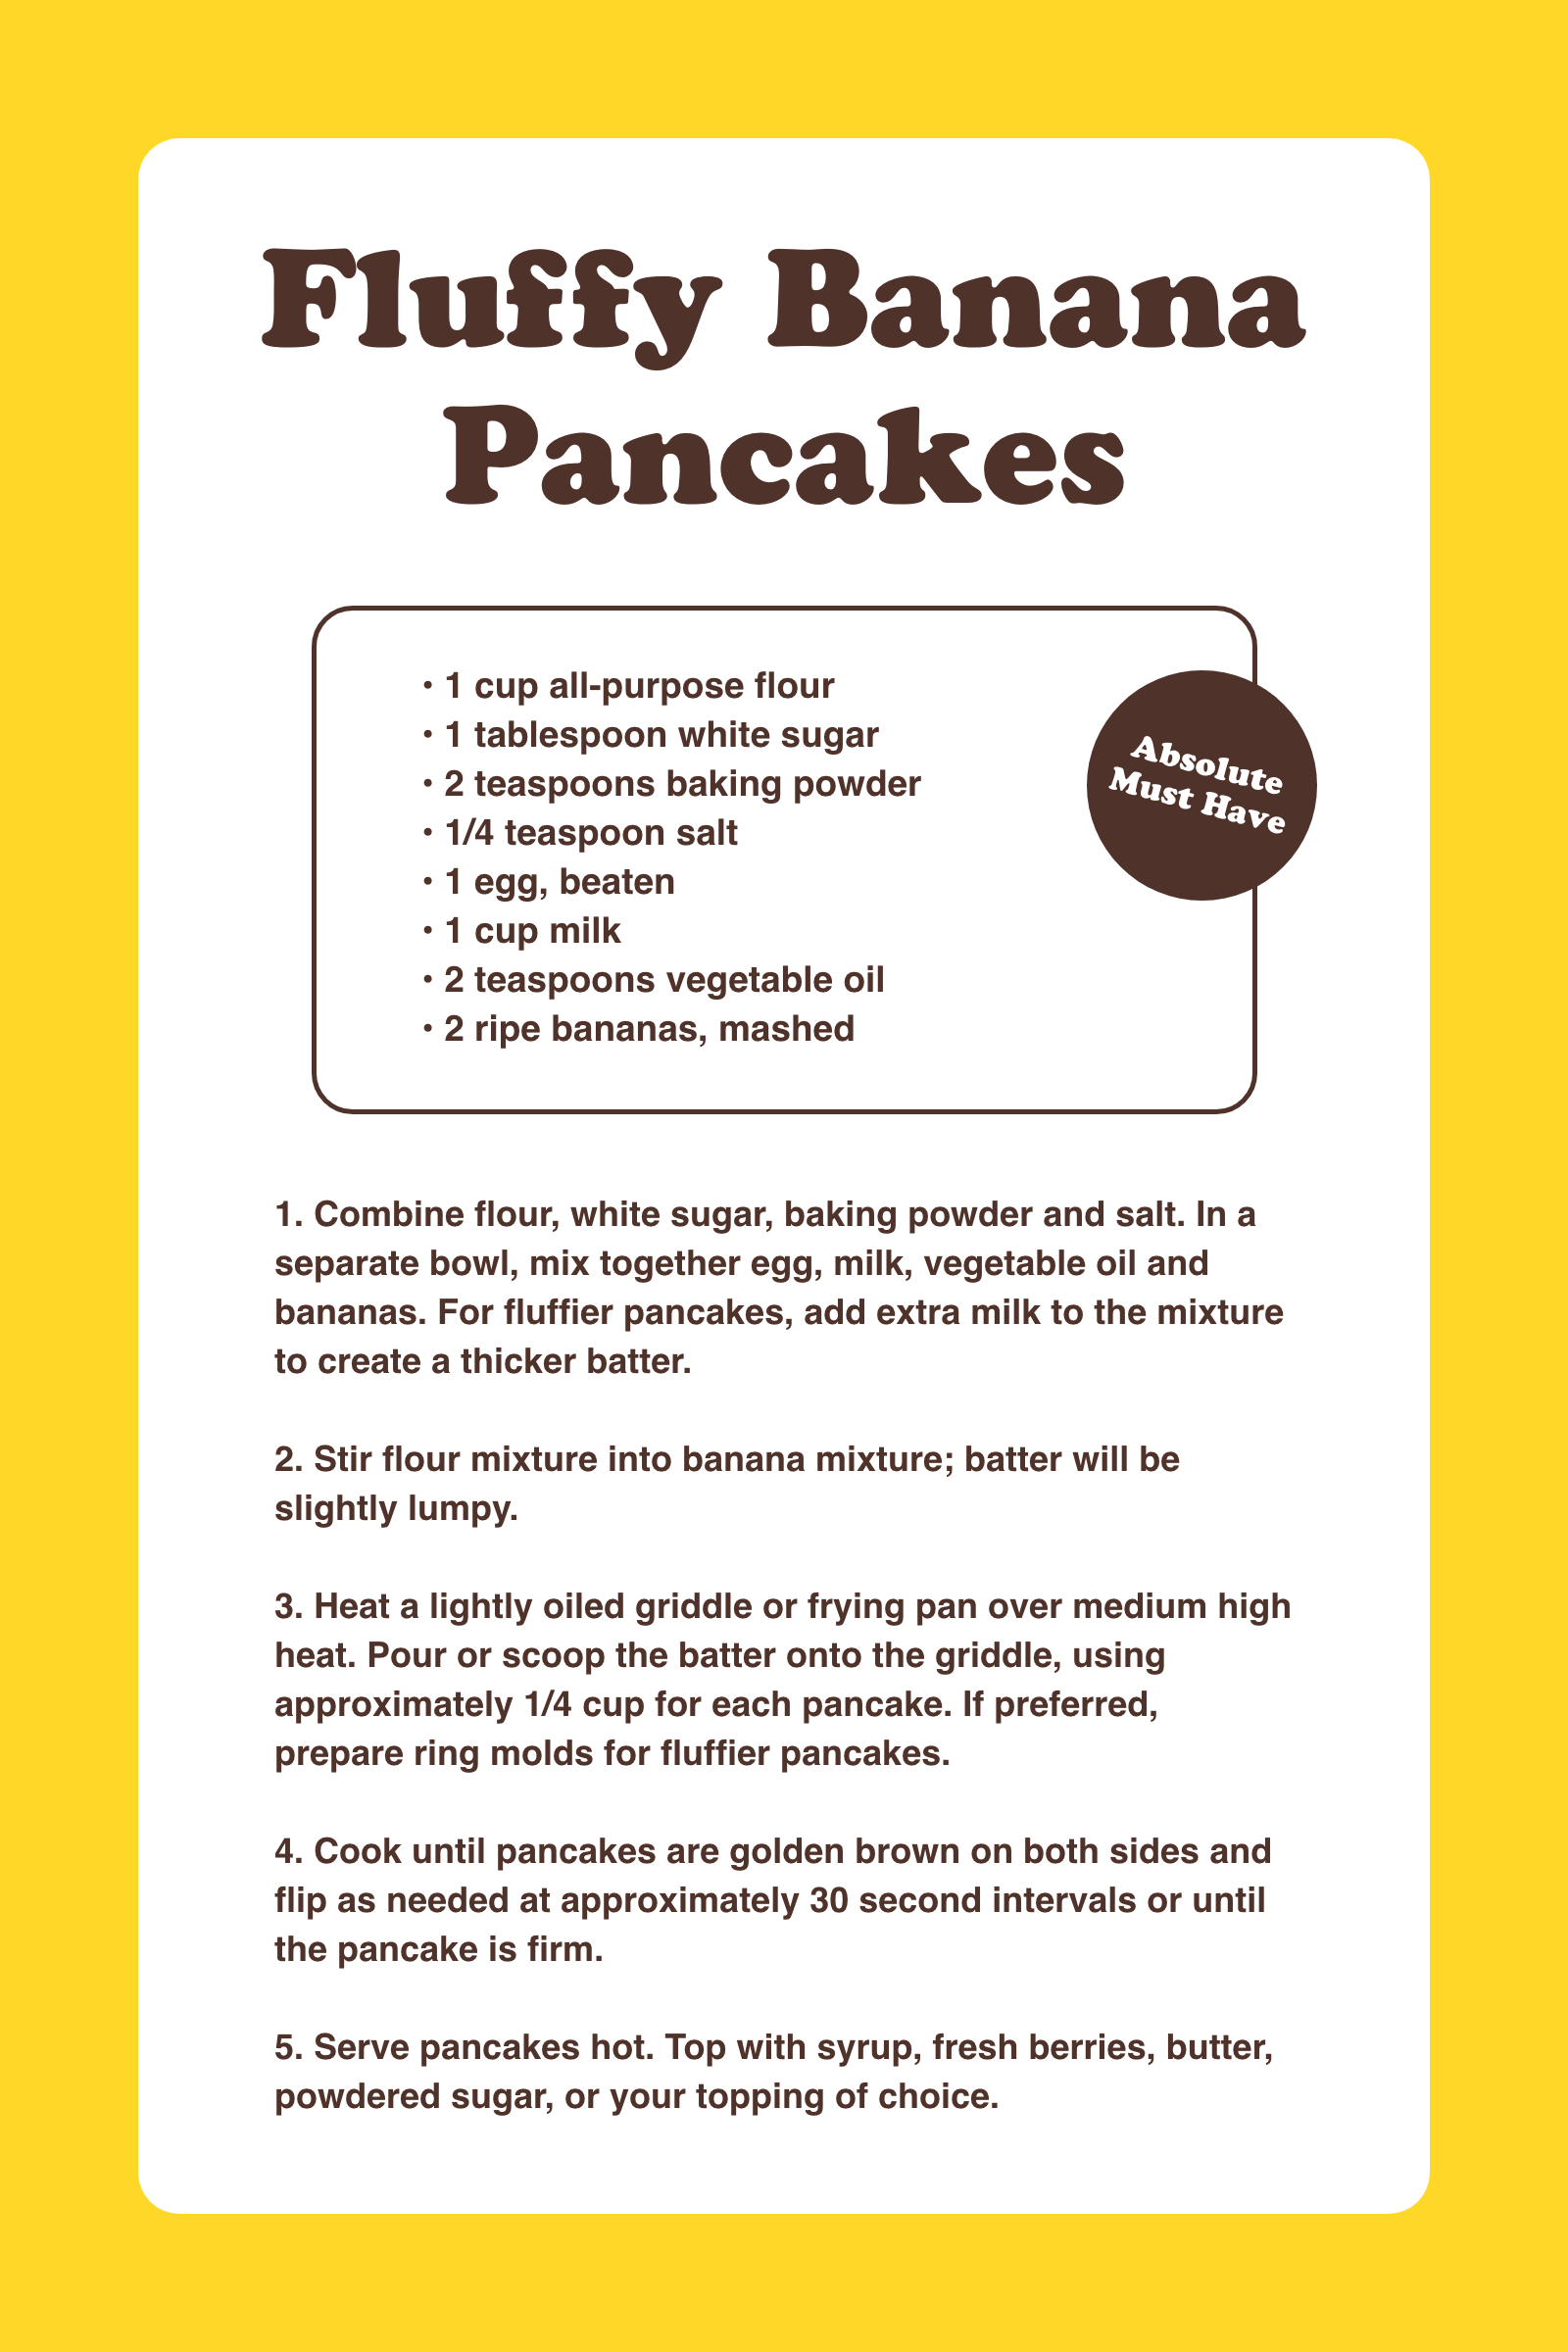 Fluffy Banana
Pancakes
• 1 cup all-purpose flour
• 1 tablespoon white sugar
• 2 teaspoons baking powder
• 1/4 teaspoon salt
• 1 egg, beaten
• 1 cup milk
• 2 teaspoons vegetable oil
• 2 ripe bananas, mashed
Absolute
Must Have
1. Combine flour, white sugar, baking powder and salt. In a
separate bowl, mix together egg, milk, vegetable oil and
bananas. For fluffier pancakes, add extra milk to the mixture
to create a thicker batter.
2. Stir flour mixture into banana mixture; batter will be
slightly lumpy.
3. Heat a lightly oiled griddle or frying pan over medium high
heat. Pour or scoop the batter onto the griddle, using
approximately 1/4 cup for each pancake. If preferred,
prepare ring molds for fluffier pancakes.
4. Cook until pancakes are golden brown on both sides and
flip as needed at approximately 30 second intervals or until
the pancake is firm.
5. Serve pancakes hot. Top with syrup, fresh berries, butter,
powdered sugar, or your topping of choice.